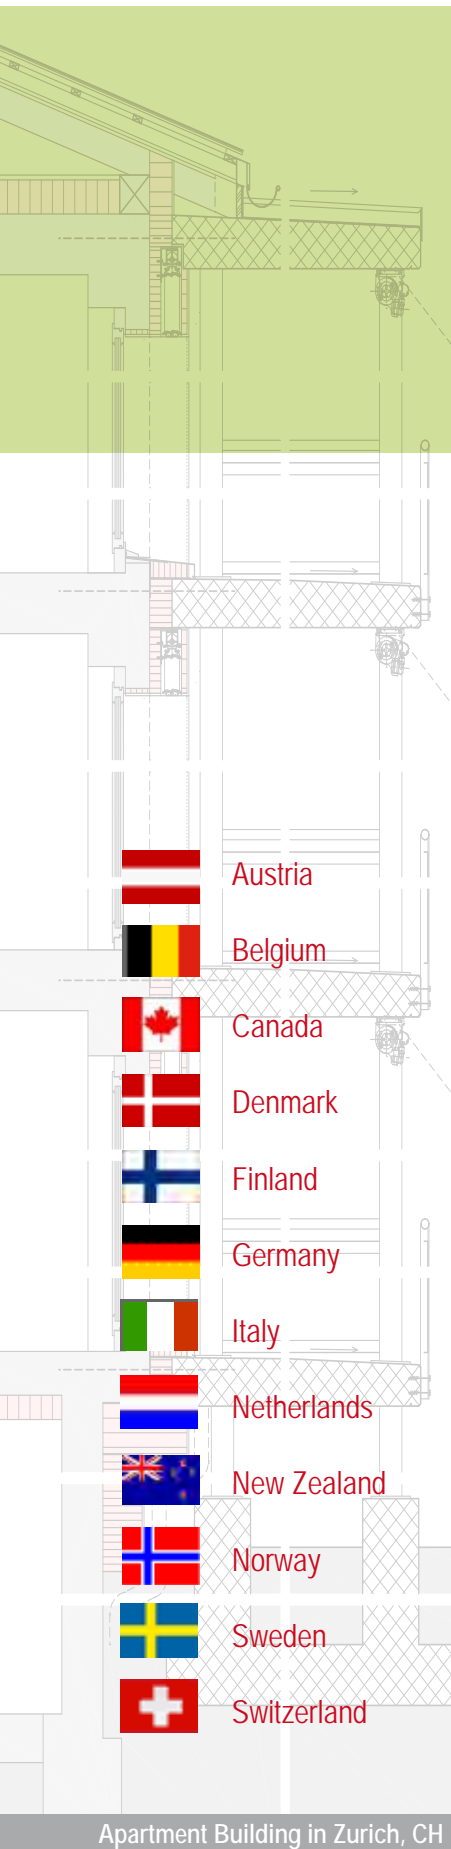 Austria
Belgium
Canada
Denmark
Finland
Germany
Italy
Netherlands
New Zealand
Norway
Sweden
Switzerland
Apartment Building in Zurich, CH